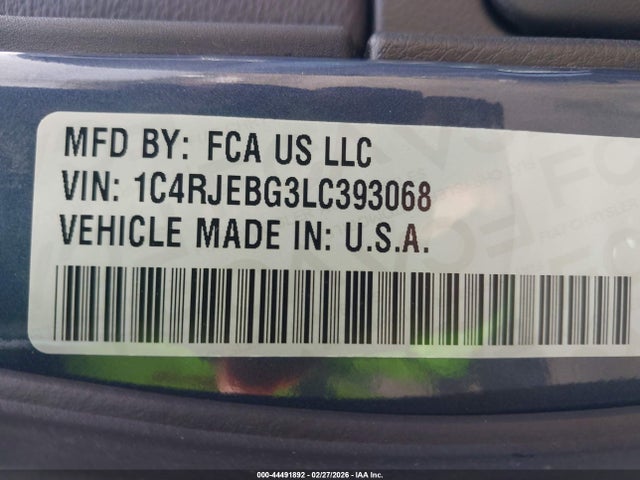 MFD BY: FCA US LLC
VIN: 1C4RJEBG3LC393068
VEHICLE MADE IN: U.S.A.
000-44491892 - 02/27/2026 - IAA Inc.